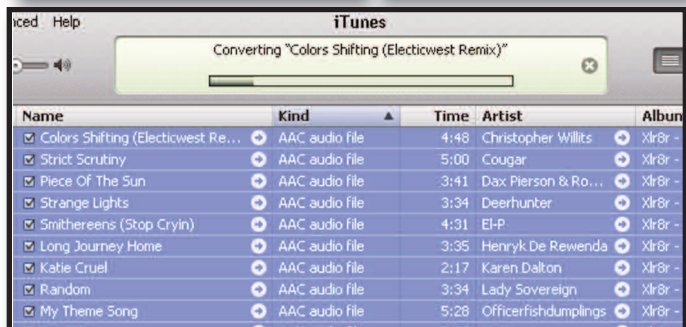 nced Help iTunes
Converting "Colors Shifting (Electicwest Remix)"
Name Kind Time Artist Albun
Colors Shifting (Electicwest Re... AAC audio file 4:48 Christopher Willits Xlr8r -
Strict Scrutiny AAC audio file 5:00 Cougar Xlr8r -
Piece Of The Sun AAC audio file 3:41 Dax Pierson & Ro... Xlr8r -
Strange Lights AAC audio file 3:34 Deerhunter Xlr8r -
Smithereens (Stop Cryin) AAC audio file 4:31 El-P Xlr8r -
Long Journey Home AAC audio file 3:35 Henryk De Rewenda Xlr8r -
Katie Cruel AAC audio file 2:17 Karen Dalton Xlr8r -
Random AAC audio file 3:34 Lady Sovereign Xlr8r -
My Theme Song AAC audio file 5:28 Officerfishdumplings Xlr8r -